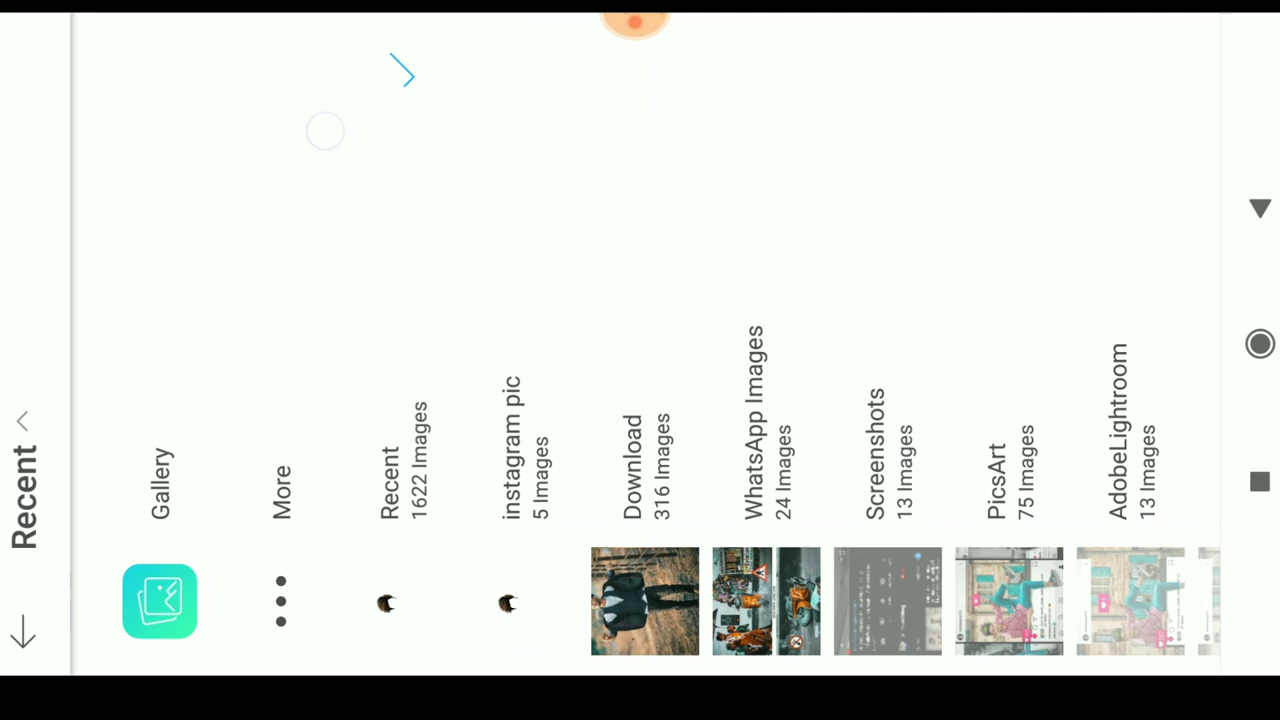 Recent
Gallery
More
Recent
1622 Images
instagram pic
5 Images
Download
316 Images
WhatsApp Images
24 Images
Screenshots
13 Images
PicsArt
75 Images
AdobeLightroom
13 Images